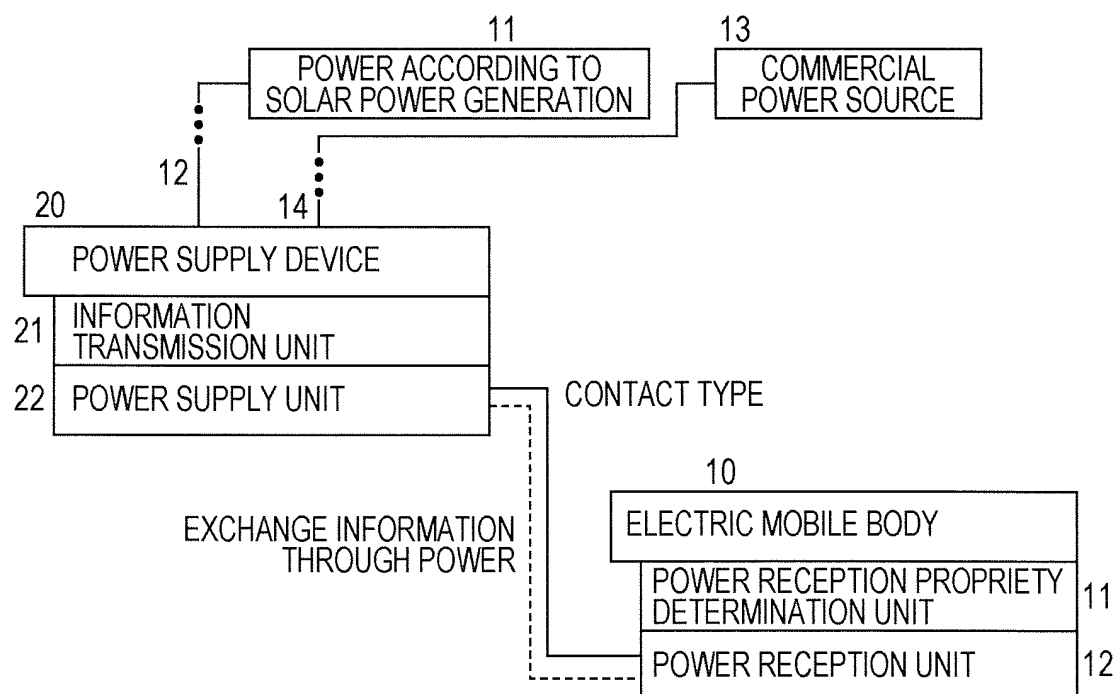 11
POWER ACCORDING TO
SOLAR POWER GENERATION
13
COMMERCIAL
POWER SOURCE
12
14
20
POWER SUPPLY DEVICE
21
INFORMATION
TRANSMISSION UNIT
22
POWER SUPPLY UNIT
CONTACT TYPE
EXCHANGE INFORMATION
THROUGH POWER
10
ELECTRIC MOBILE BODY
POWER RECEPTION PROPRIETY
DETERMINATION UNIT
11
POWER RECEPTION UNIT
12